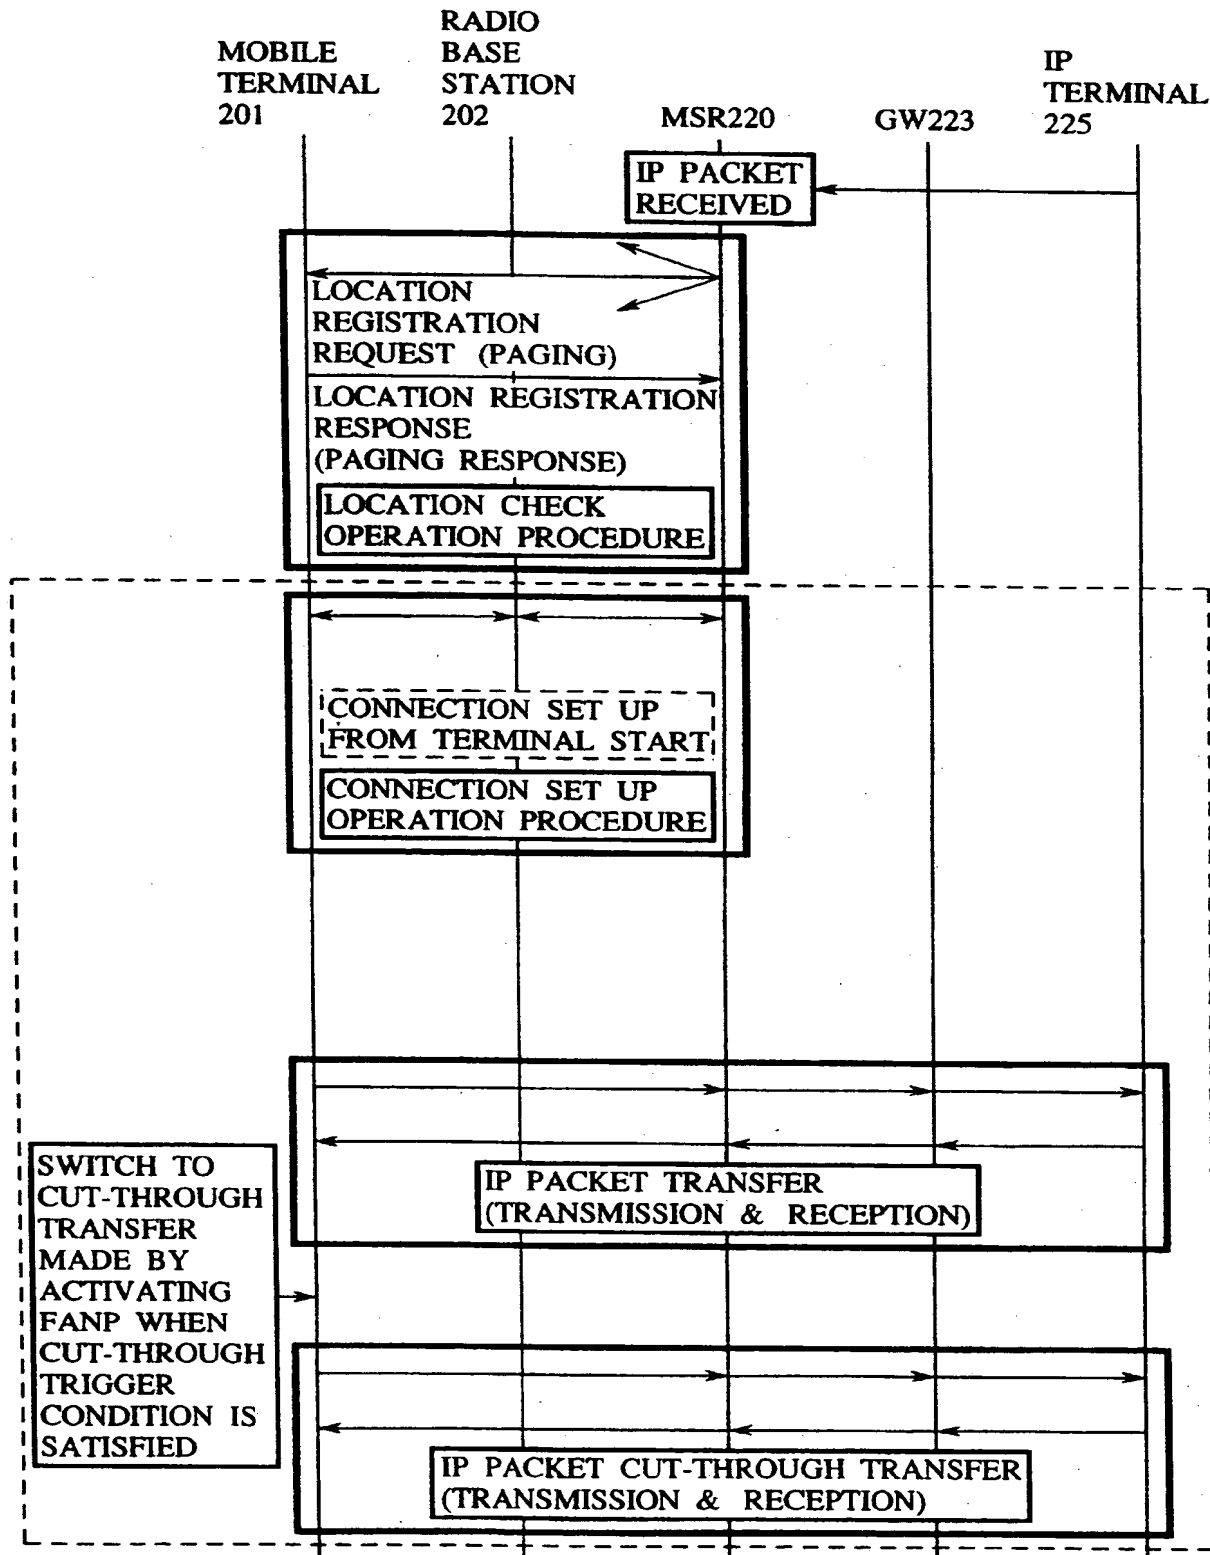 MOBILE
TERMINAL
201
RADIO
BASE
STATION
202
MSR220
GW223
IP
TERMINAL
225
IP PACKET
RECEIVED
LOCATION
REGISTRATION
REQUEST (PAGING)
LOCATION REGISTRATION
RESPONSE
(PAGING RESPONSE)
LOCATION CHECK
OPERATION PROCEDURE
CONNECTION SET UP
FROM TERMINAL START
CONNECTION SET UP
OPERATION PROCEDURE
IP PACKET TRANSFER
(TRANSMISSION & RECEPTION)
SWITCH TO
CUT-THROUGH
TRANSFER
MADE BY
ACTIVATING
FANP WHEN
CUT-THROUGH
TRIGGER
CONDITION IS
SATISFIED
IP PACKET CUT-THROUGH TRANSFER
(TRANSMISSION & RECEPTION)